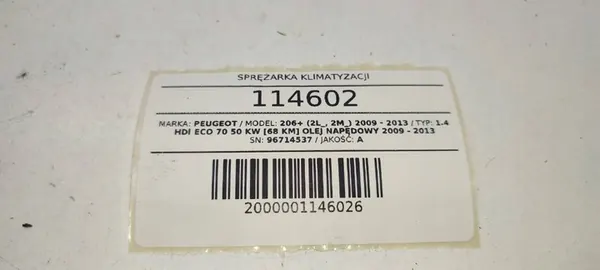 SPRĘŻARKA KLIMATYZACJI
114602
MARKA: PEUGEOT / MODEL: 206+ (2L_, 2M_) 2009 - 2013 / TYP: 1.4
HDI ECO 70 50 KW [68 KM] OLEJ NAPĘDOWY 2009 - 2013
SN: 96714537 / JAKOŚĆ: A
2000001146026